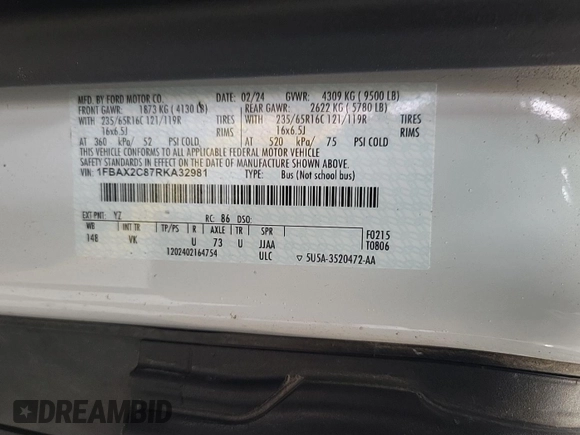 MFD. BY FORD MOTOR CO. DATE: 02/24 GVWR: 4309 KG ( 9500 LB)
FRONT GAWR: 1873 KG ( 4130 LB) REAR GAWR: 2622 KG ( 5780 LB)
WITH 235/65R16C 121/119R TIRES WITH 235/65R16C 121/119R TIRES
16x6.5J RIMS 16x6.5J RIMS
AT 360 kPa/ 52 PSI COLD AT 520 kPa/ 75 PSI COLD
THIS VEHICLE CONFORMS TO ALL APPLICABLE FEDERAL MOTOR VEHICLE
SAFETY STANDARDS IN EFFECT ON THE DATE OF MANUFACTURE SHOWN ABOVE.
VIN: 1FBAX2C87RKA32981 TYPE: Bus (Not school bus)
EXT PNT: YZ RC: 86 DSO:
WB INT TR TP/PS R AXLE TR SPR F0215
148 VK U 73 U JJAA T0806
1202402164754 ULC ▽ 5U5A-3520472-AA
DREAMBID